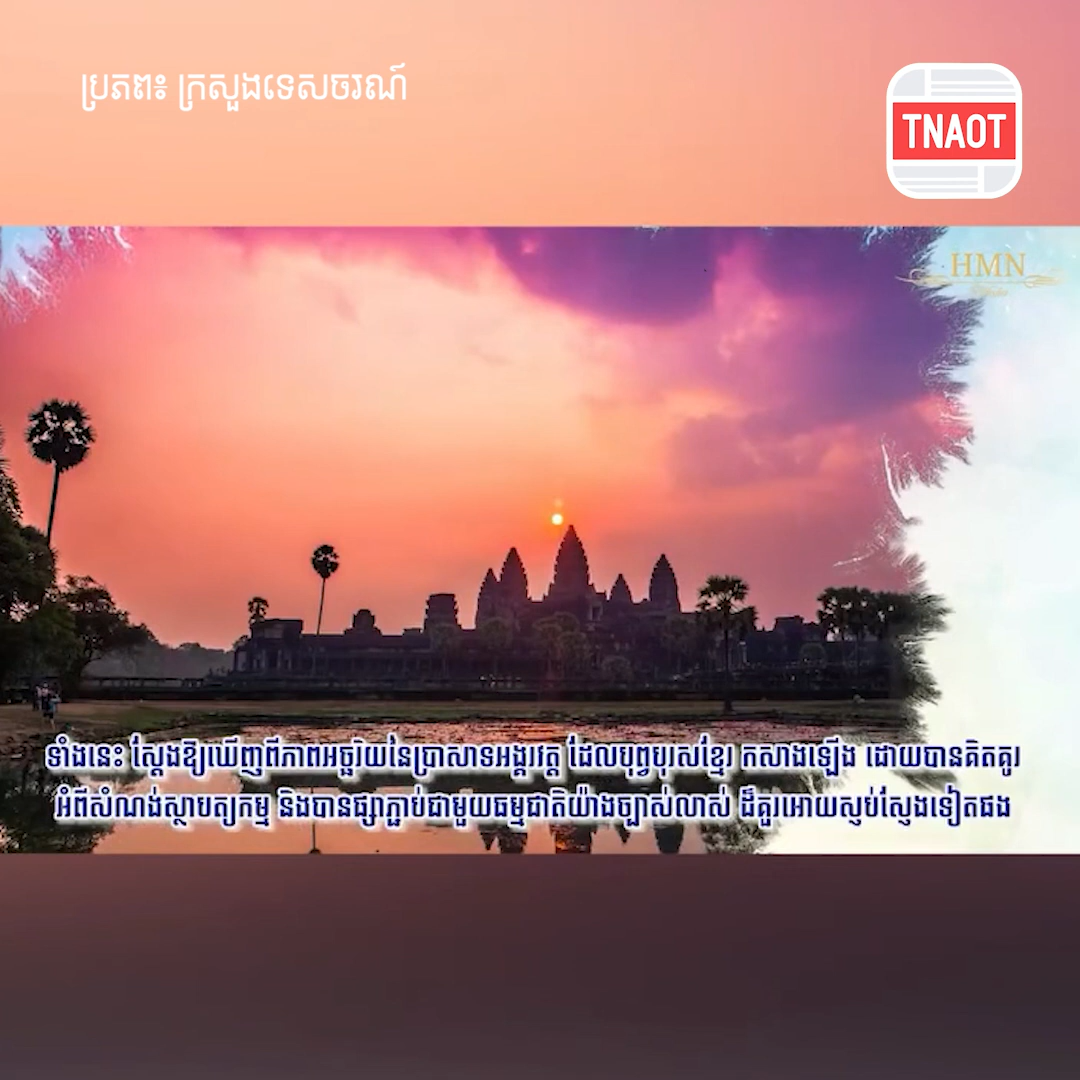 ប្រភព៖ ក្រសួងទេសចរណ៍
TNAOT
HMN
ទាំងនេះ ស្តែងឱ្យឃើញពីភាពអច្ឆរិយនៃប្រាសាទអង្គរវត្ត ដែលបុព្វបុរសខ្មែរ កសាងឡើង ដោយបានគិតគូរ
អំពីសំណង់ស្ថាបត្យកម្ម និងបានផ្សារភ្ជាប់ជាមួយធម្មជាតិយ៉ាងច្បាស់លាស់ ដ៏គួរអោយស្ញប់ស្ញែងទៀតផង